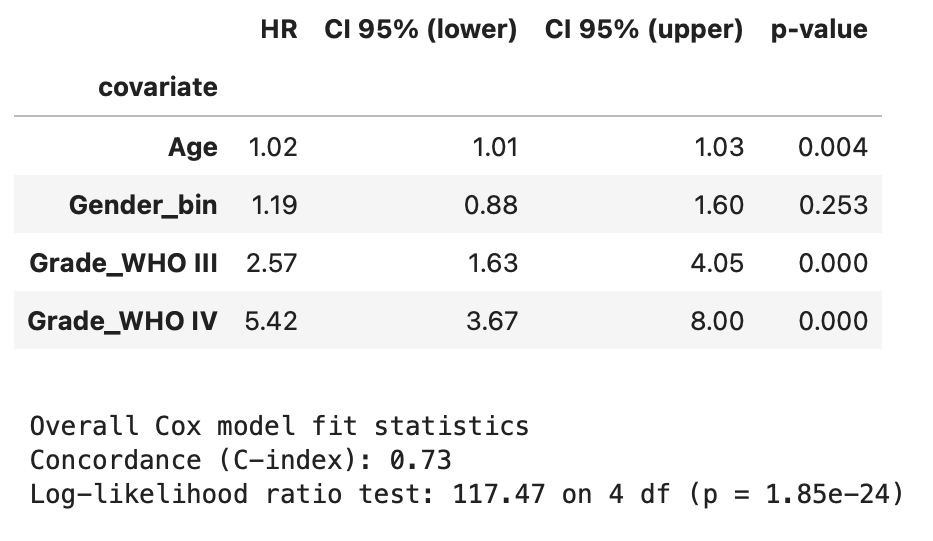 HR CI 95% (lower) CI 95% (upper) p-value
covariate
Age 1.02 1.01 1.03 0.004
Gender_bin 1.19 0.88 1.60 0.253
Grade_WHO III 2.57 1.63 4.05 0.000
Grade_WHO IV 5.42 3.67 8.00 0.000
Overall Cox model fit statistics
Concordance (C-index): 0.73
Log-likelihood ratio test: 117.47 on 4 df (p = 1.85e-24)